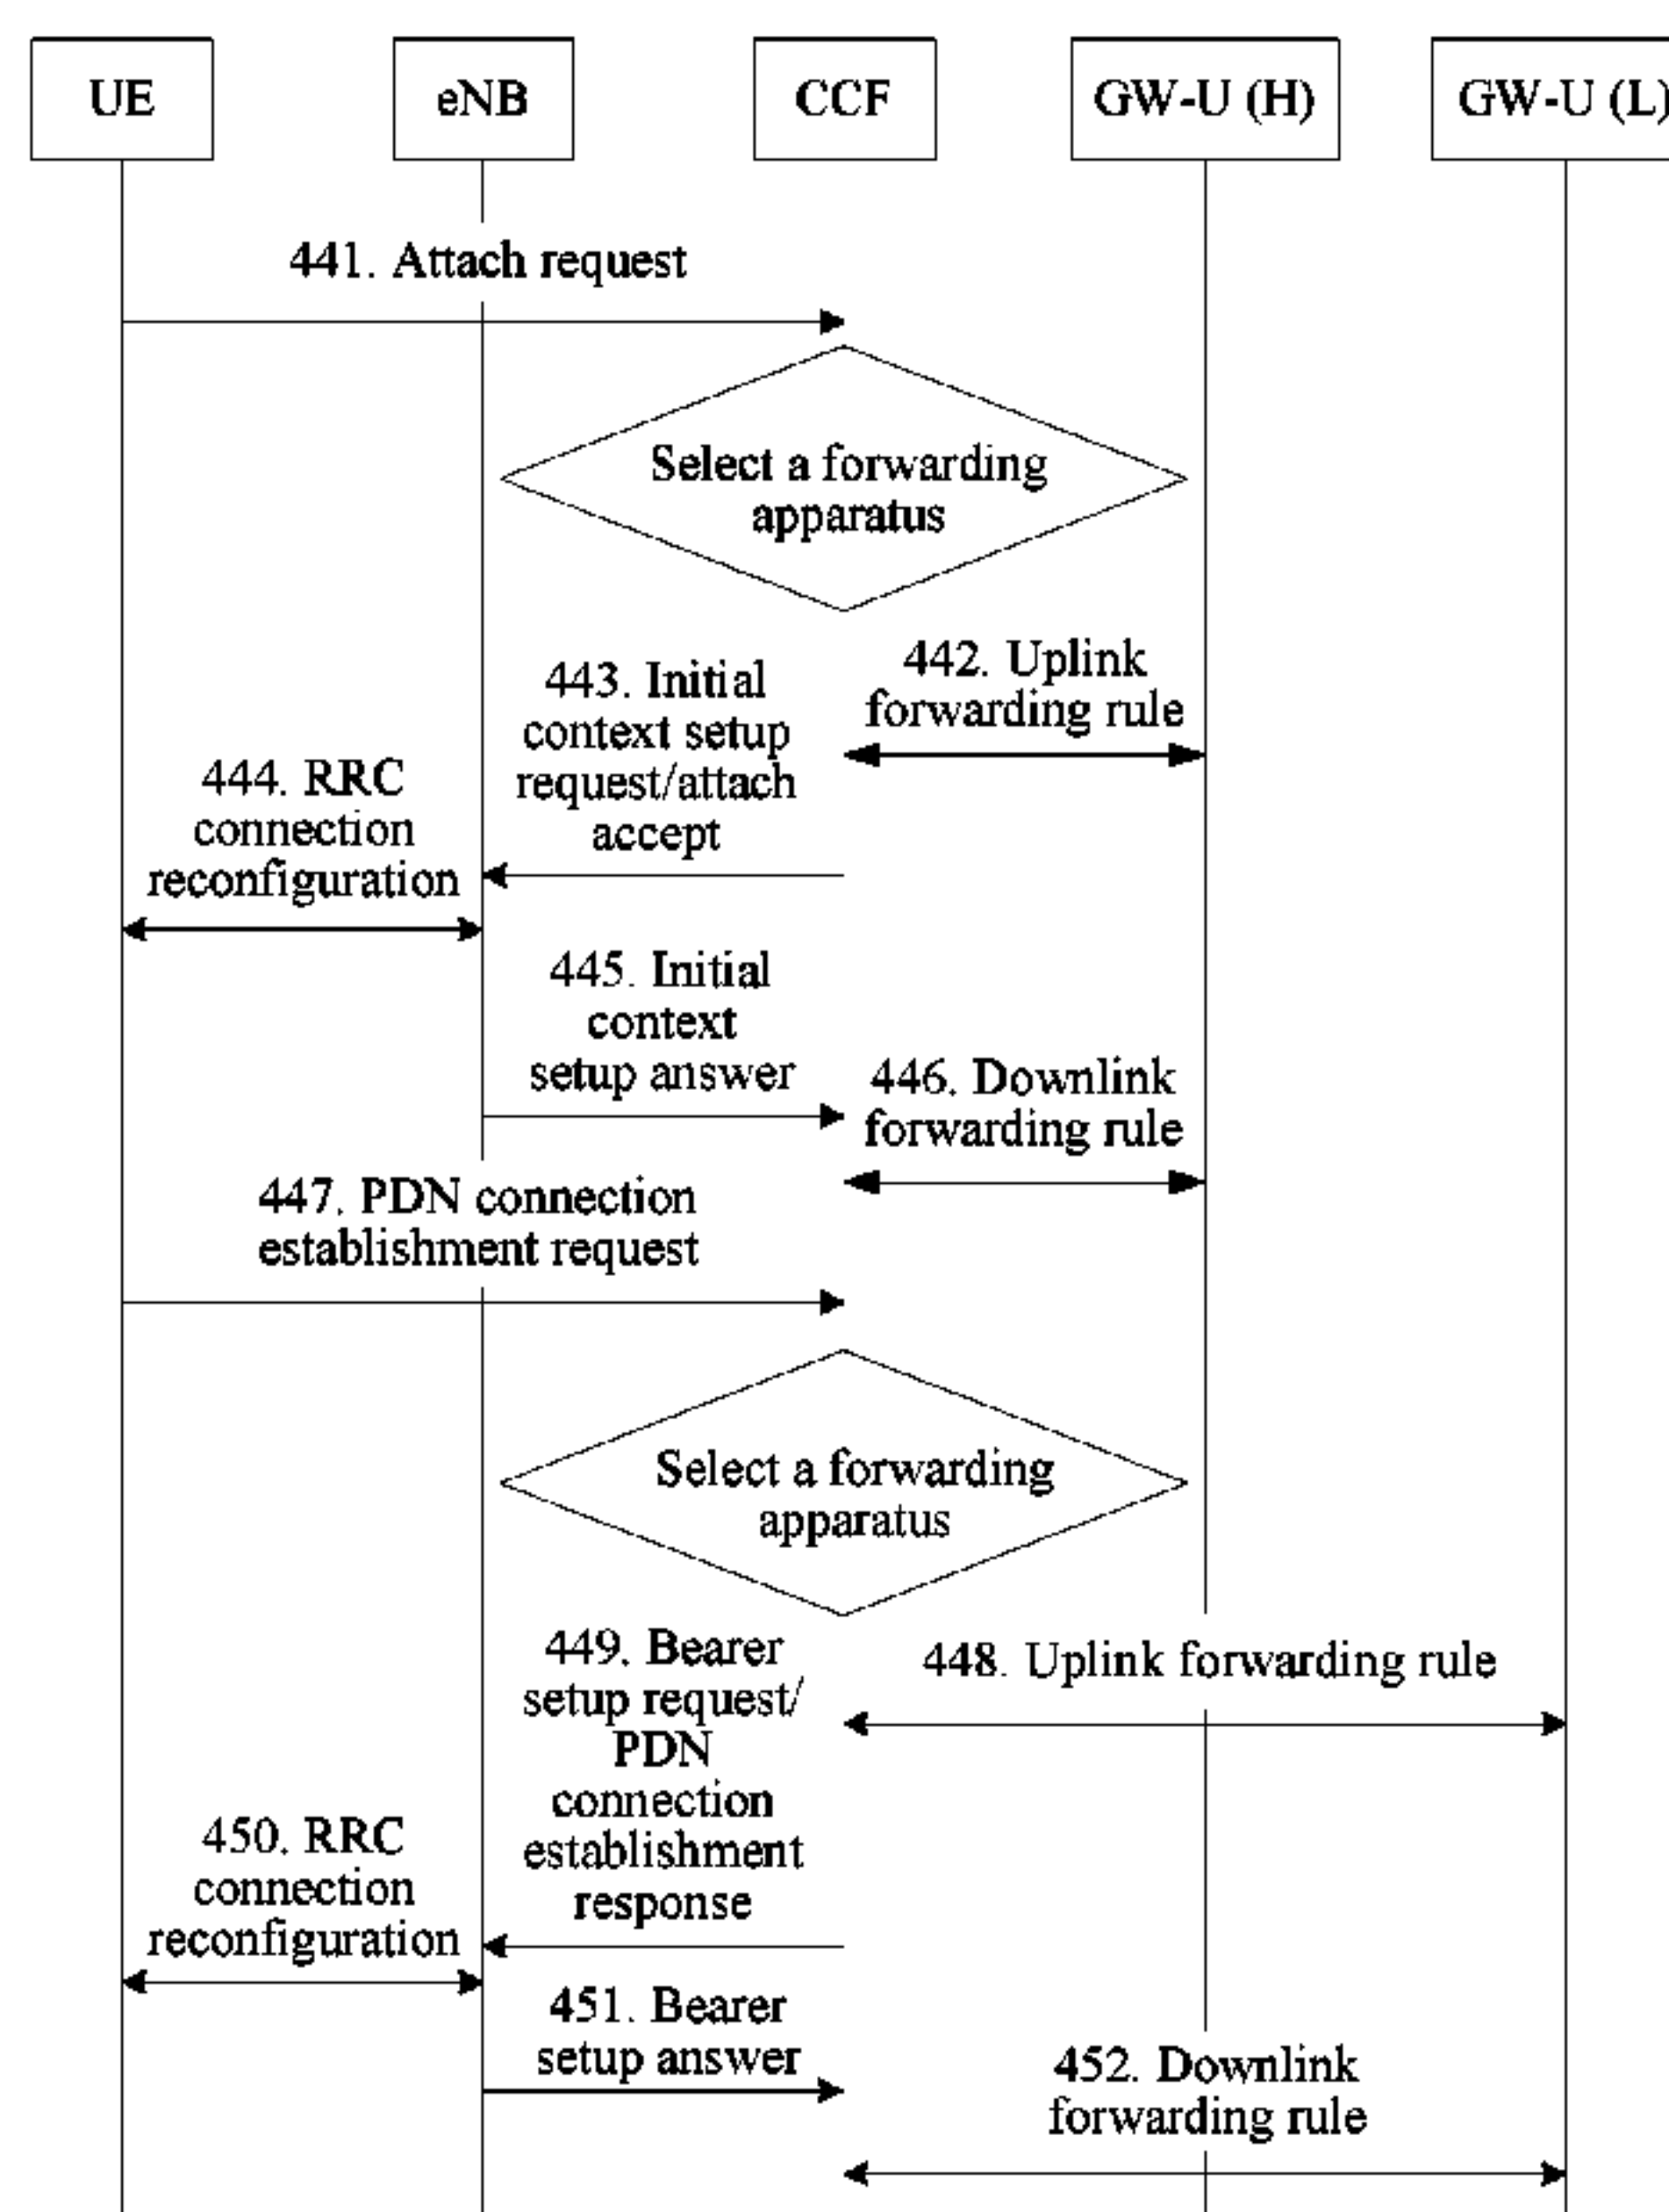 UE
eNB
CCF
GW-U (H)
GW-U (L)
441. Attach request
Select a forwarding
apparatus
442. Uplink
forwarding rule
443. Initial
context setup
request/attach
accept
444. RRC
connection
reconfiguration
445. Initial
context
setup answer
446. Downlink
forwarding rule
447. PDN connection
establishment request
Select a forwarding
apparatus
448. Uplink forwarding rule
449. Bearer
setup request/
PDN
connection
establishment
response
450. RRC
connection
reconfiguration
451. Bearer
setup answer
452. Downlink
forwarding rule